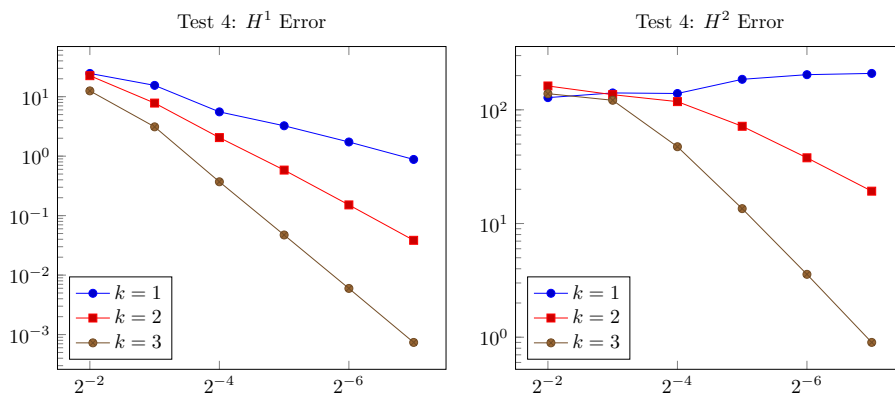 Test 4: $H^1$ Error
10^1
10^0
10^{-1}
10^{-2}
10^{-3}
k = 1
k = 2
k = 3
2^{-2}
2^{-4}
2^{-6}
Test 4: $H^2$ Error
10^2
10^1
10^0
k = 1
k = 2
k = 3
2^{-2}
2^{-4}
2^{-6}